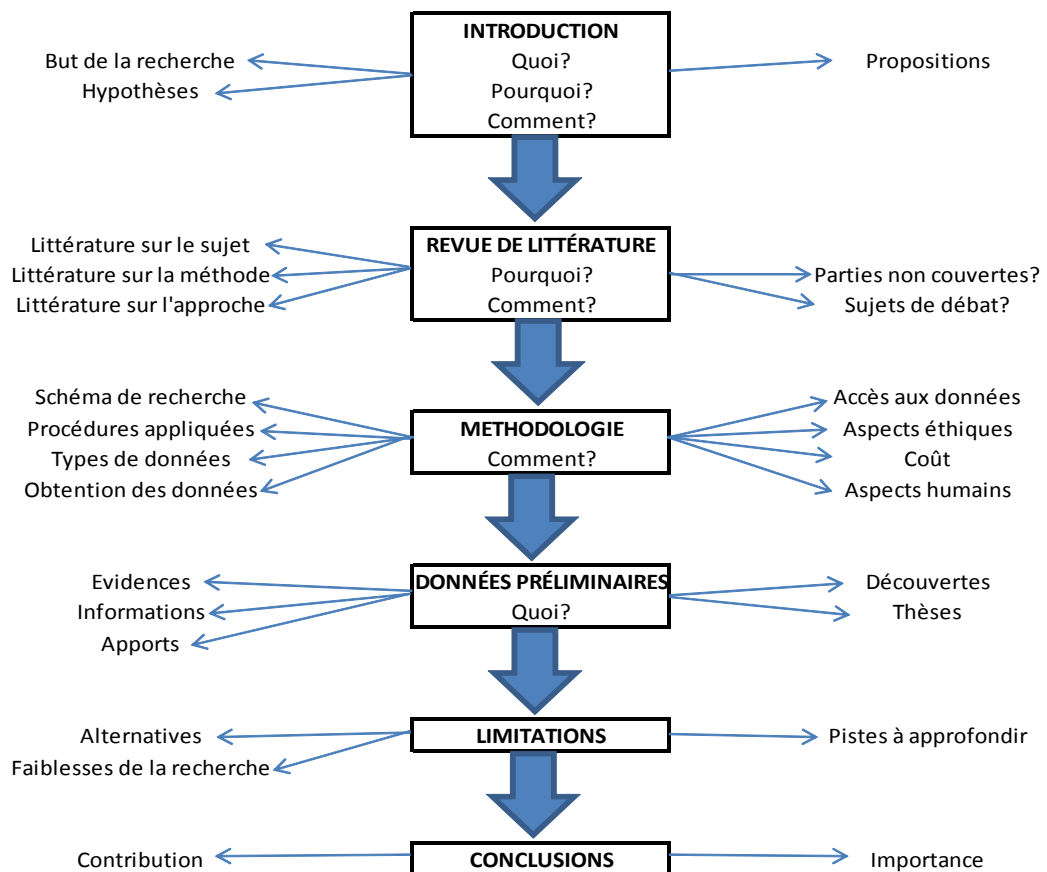 INTRODUCTION
But de la recherche
Quoi?
Propositions
Hypothèses
Pourquoi?
Comment?
Littérature sur le sujet
REVUE DE LITTÉRATURE
Littérature sur la méthode
Pourquoi?
Parties non couvertes?
Littérature sur l'approche
Comment?
Sujets de débat?
Schéma de recherche
Accès aux données
Procédures appliquées
METHODOLOGIE
Aspects éthiques
Types de données
Comment?
Coût
Obtention des données
Aspects humains
Evidences
DONNÉES PRÉLIMINAIRES
Découvertes
Informations
Quoi?
Thèses
Apports
Alternatives
LIMITATIONS
Pistes à approfondir
Faiblesses de la recherche
Contribution
CONCLUSIONS
Importance